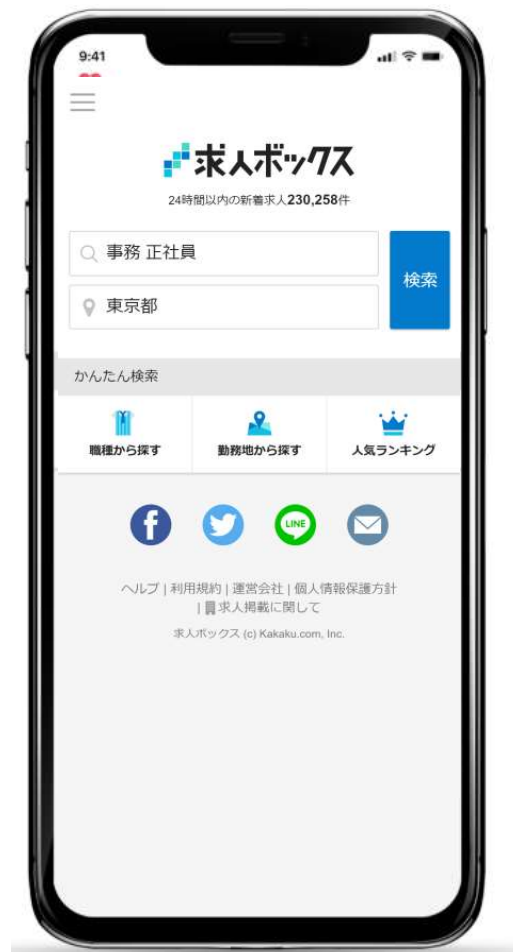 9:41
求人ボックス
24時間以内の新着求人230,258件
事務 正社員
検索
東京都
かんたん検索
職種から探す 勤務地から探す 人気ランキング
LINE
ヘルプ | 利用規約 | 運営会社 | 個人情報保護方針
| 求人掲載に関して
求人ボックス (c) Kakaku.com, Inc.